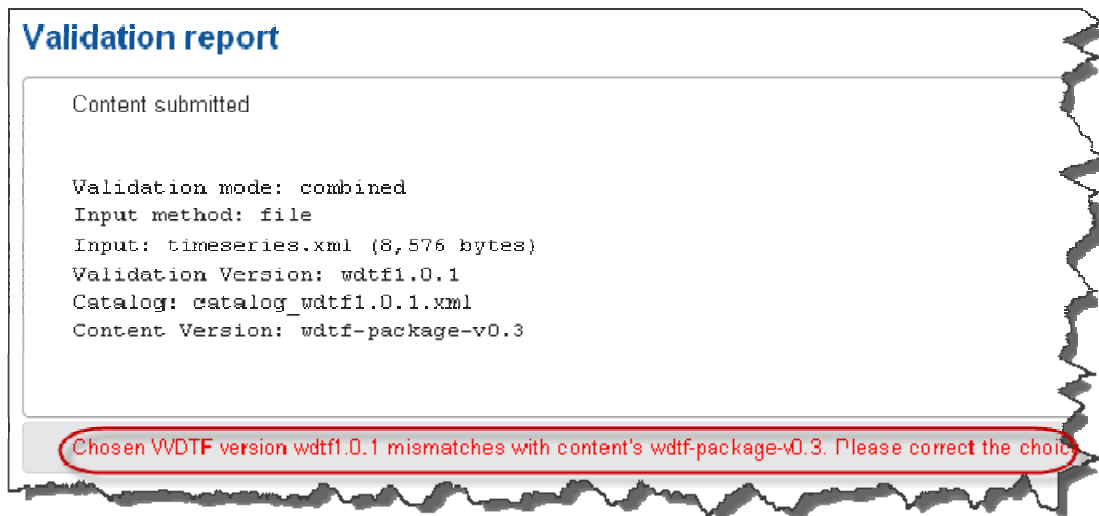 Validation report
Content submitted
Validation mode: combined
Input method: file
Input: timeseries.xml (8,576 bytes)
Validation Version: wdtf1.0.1
Catalog: catalog_wdtf1.0.1.xml
Content Version: wdtf-package-v0.3
Chosen WDTF version wdtf1.0.1 mismatches with content's wdtf-package-v0.3. Please correct the choic